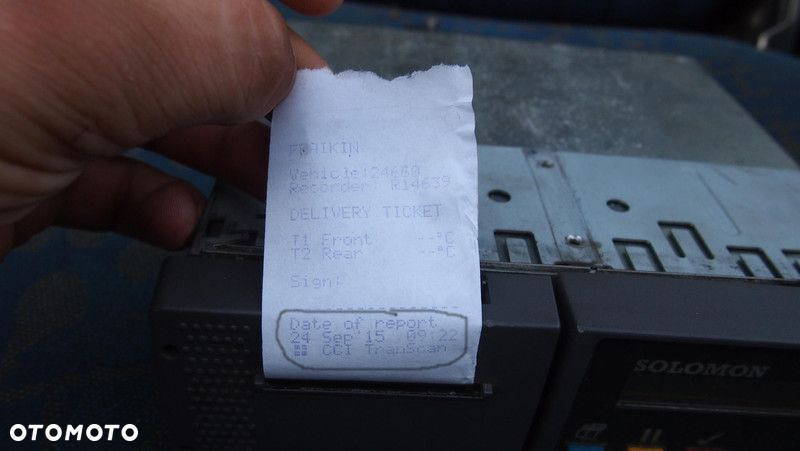 FRAIKIN
Vehicle:24660
Recorder: R14639
DELIVERY TICKET
T1 Front --°C
T2 Rear --°C
Sign:
--------------
Date of report
24 Sep'15 09:22
CCI TranScan
SOLOMON
OTOMOTO